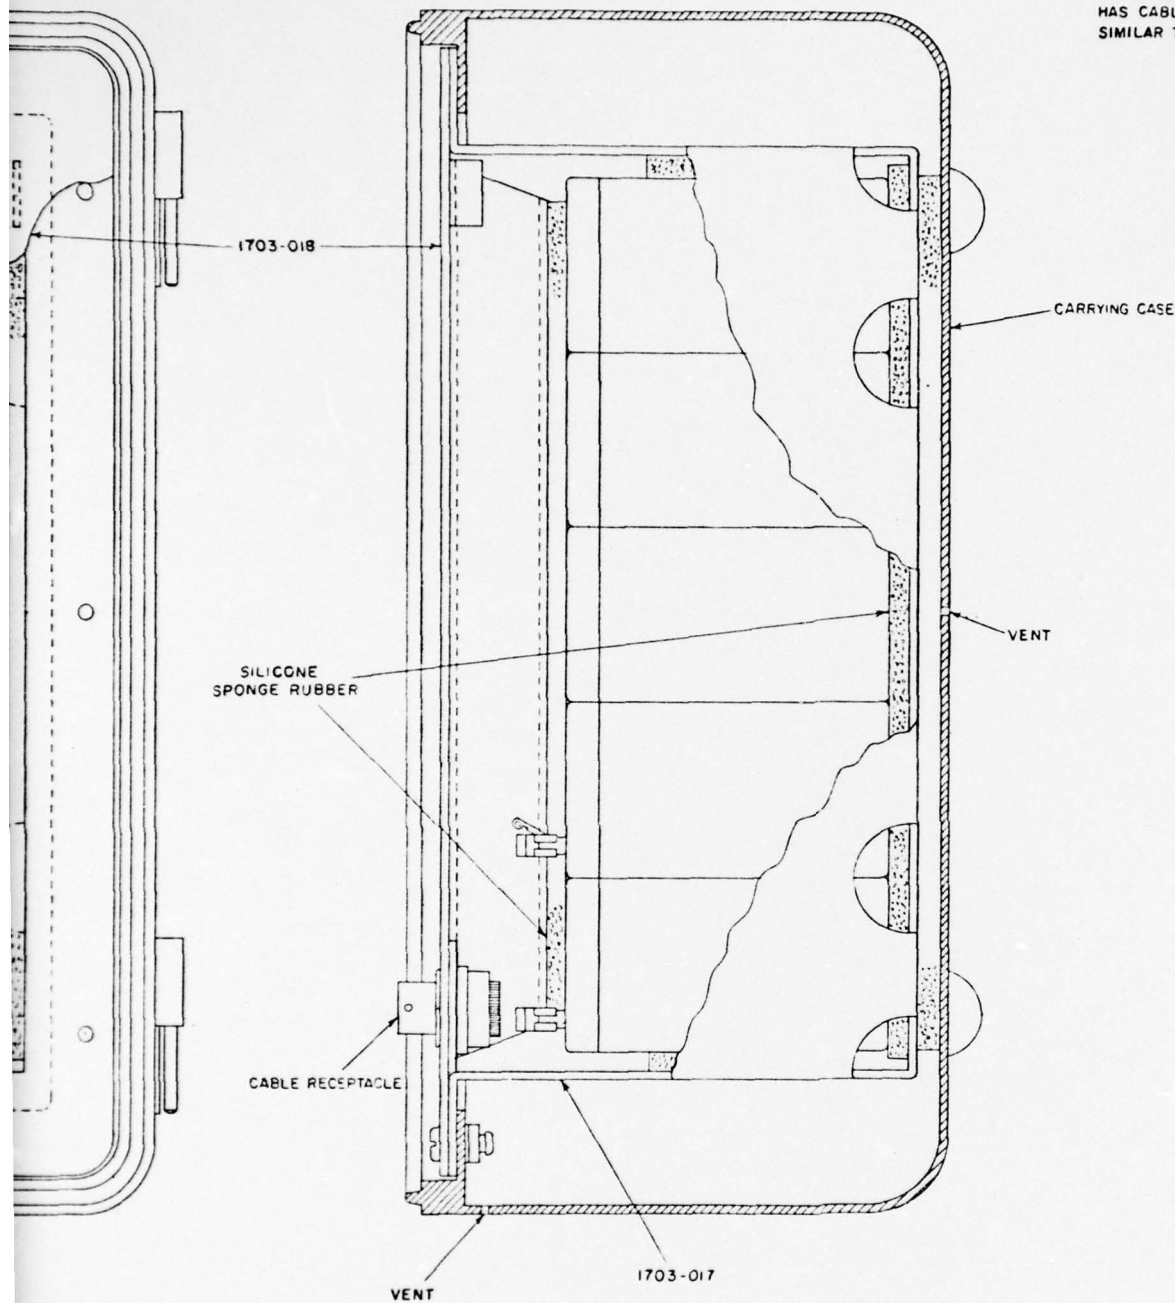 HAS CABL
SIMILAR T
1703-018
CARRYING CASE
VENT
SILICONE
SPONGE RUBBER
CABLE RECEPTACLE
1703-017
VENT